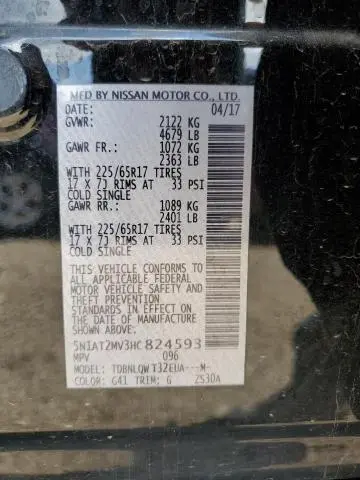 MFD BY NISSAN MOTOR CO., LTD.
DATE: 04/17
GVWR: 2122 KG
4679 LB
GAWR FR.: 1072 KG
2363 LB
WITH 225/65R17 TIRES
17 X 7J RIMS AT 33 PSI
COLD SINGLE
GAWR RR.: 1089 KG
2401 LB
WITH 225/65R17 TIRES
17 X 7J RIMS AT 33 PSI
COLD SINGLE
THIS VEHICLE CONFORMS TO
ALL APPLICABLE FEDERAL
MOTOR VEHICLE SAFETY AND
THEFT PREVENTION
STANDARDS IN EFFECT ON
THE DATE OF MANUFACTURE
SHOWN ABOVE.
5N1AT2MV3HC 824593
MPV 096
MODEL: TDBNLQW T32EUA---M-
COLOR: G41 TRIM: G 2530A